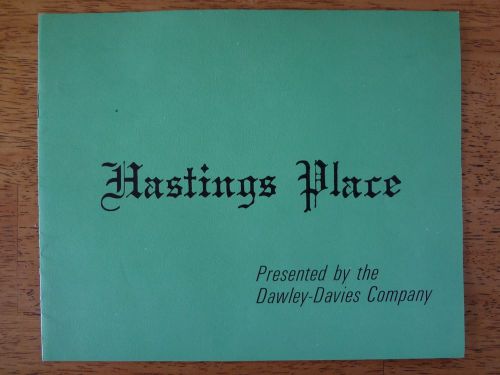 Hastings Place
Presented by the
Dawley-Davies Company